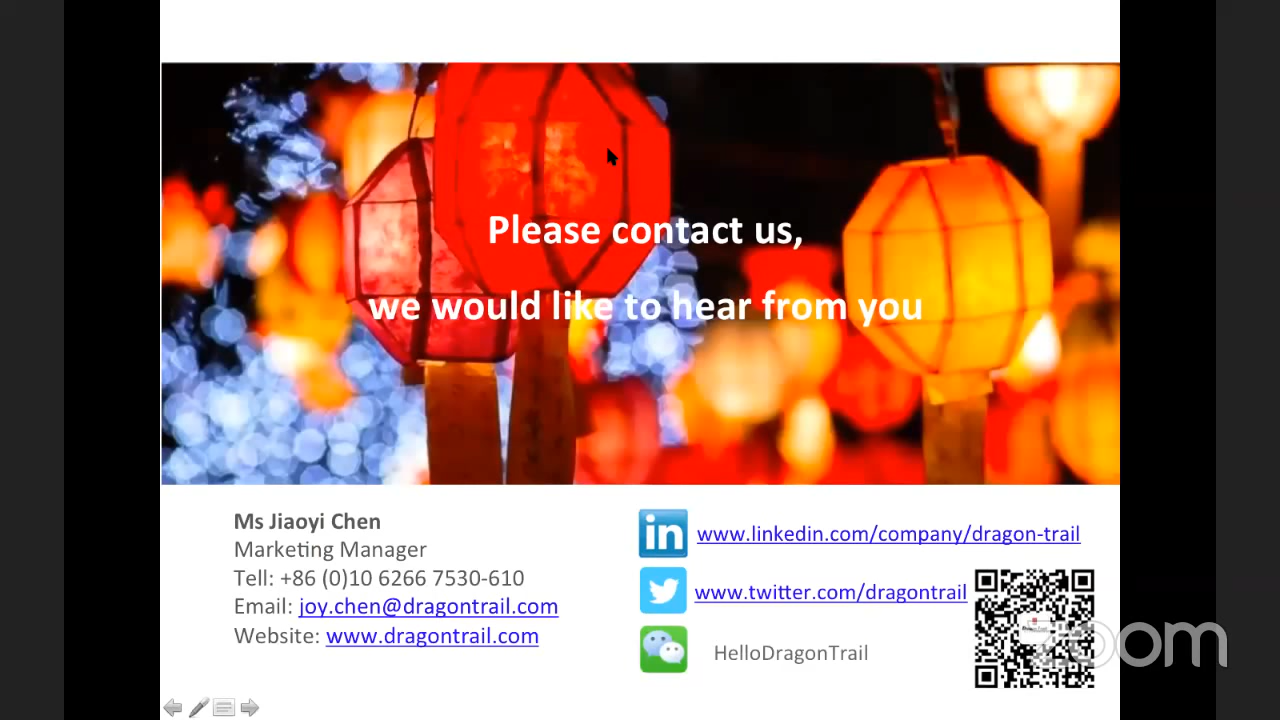 Please contact us,
we would like to hear from you
Ms Jiaoyi Chen
Marketing Manager
Tell: +86 (0)10 6266 7530-610
Email: joy.chen@dragontrail.com
Website: www.dragontrail.com
in www.linkedin.com/company/dragon-trail
www.twitter.com/dragontrail
HelloDragonTrail
zoom